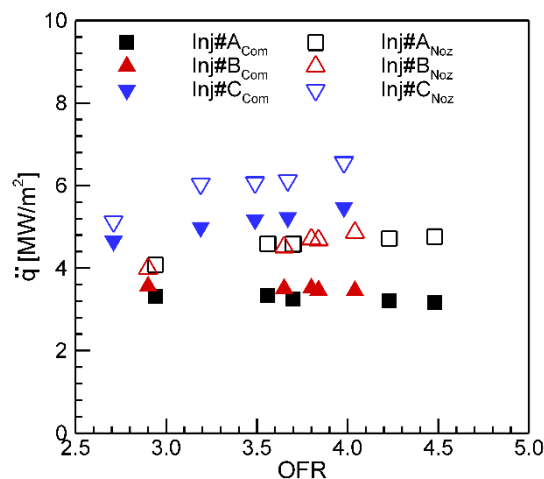 10
8
6
4
2
0
q̈ [MW/m²]
Inj#A_Com Inj#A_Noz
Inj#B_Com Inj#B_Noz
Inj#C_Com Inj#C_Noz
2.5 3.0 3.5 4.0 4.5 5.0
OFR